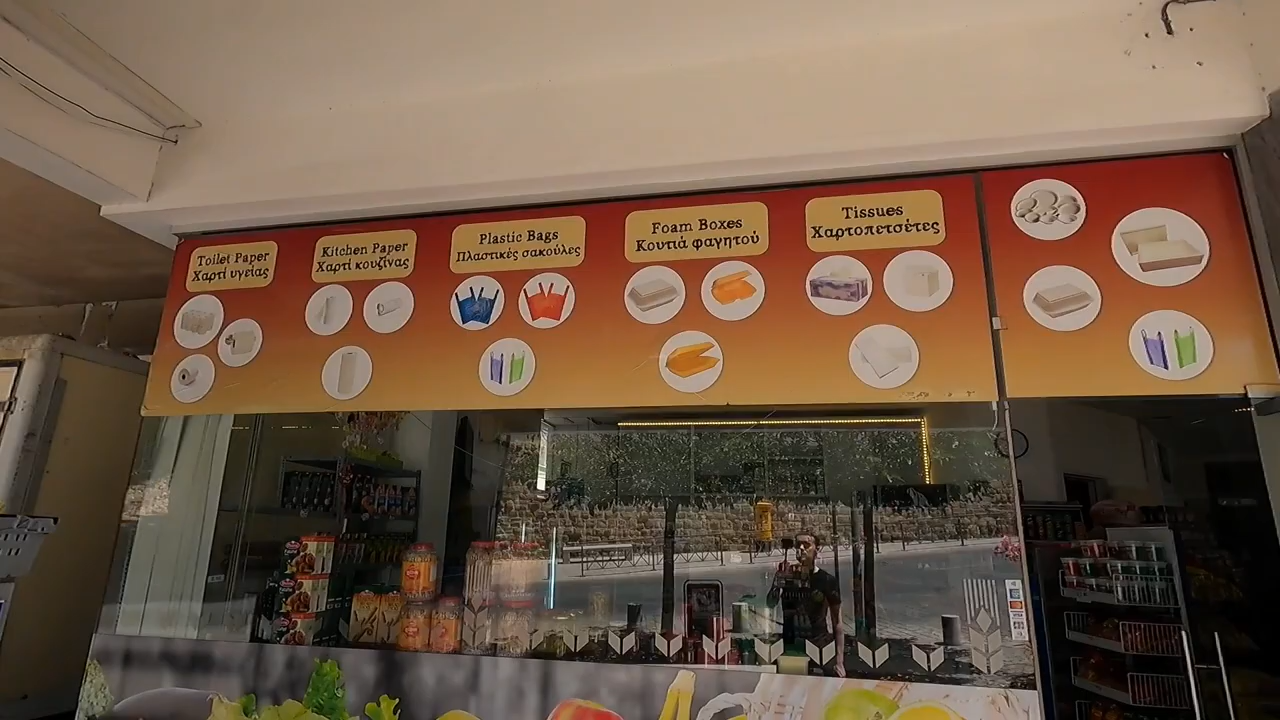 Toilet Paper
Χαρτί υγείας
Kitchen Paper
Χαρτί κουζίνας
Plastic Bags
Πλαστικές σακούλες
Foam Boxes
Κουτιά φαγητού
Tissues
Χαρτοπετσέτες